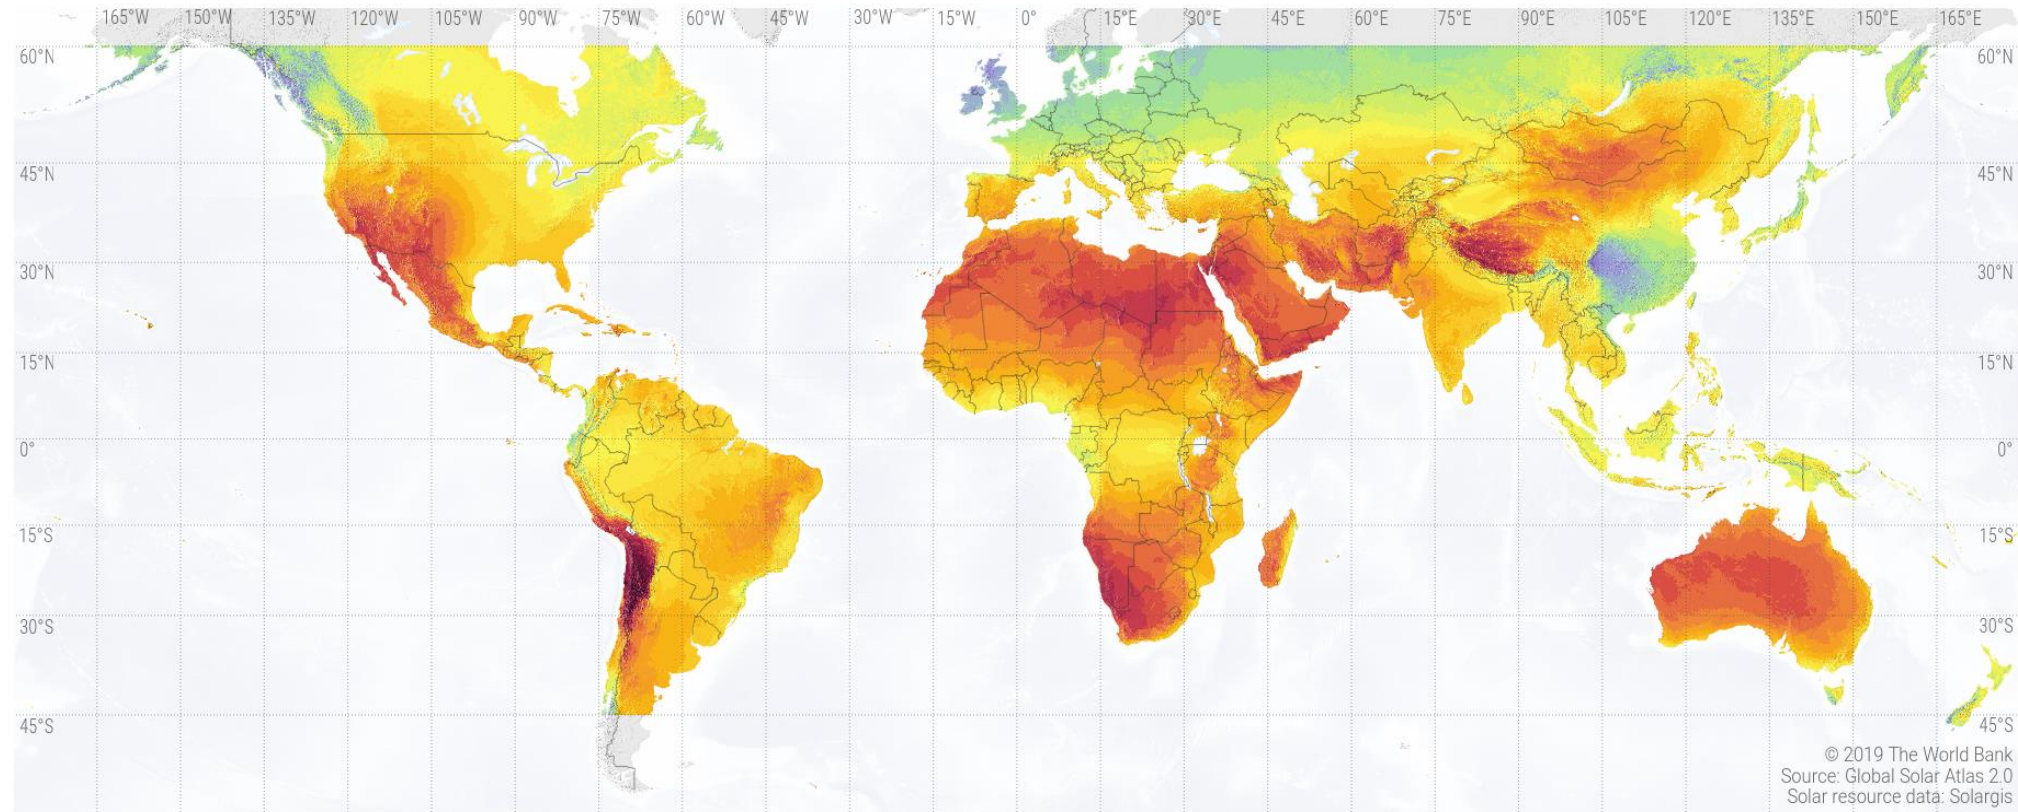 165°W 150°W 135°W 120°W 105°W 90°W 75°W 60°W 45°W 30°W 15°W 0° 15°E 30°E 45°E 60°E 75°E 90°E 105°E 120°E 135°E 150°E 165°E
60°N 60°N
45°N 45°N
30°N 30°N
15°N 15°N
0° 0°
15°S 15°S
30°S 30°S
45°S 45°S
© 2019 The World Bank
Source: Global Solar Atlas 2.0
Solar resource data: Solargis